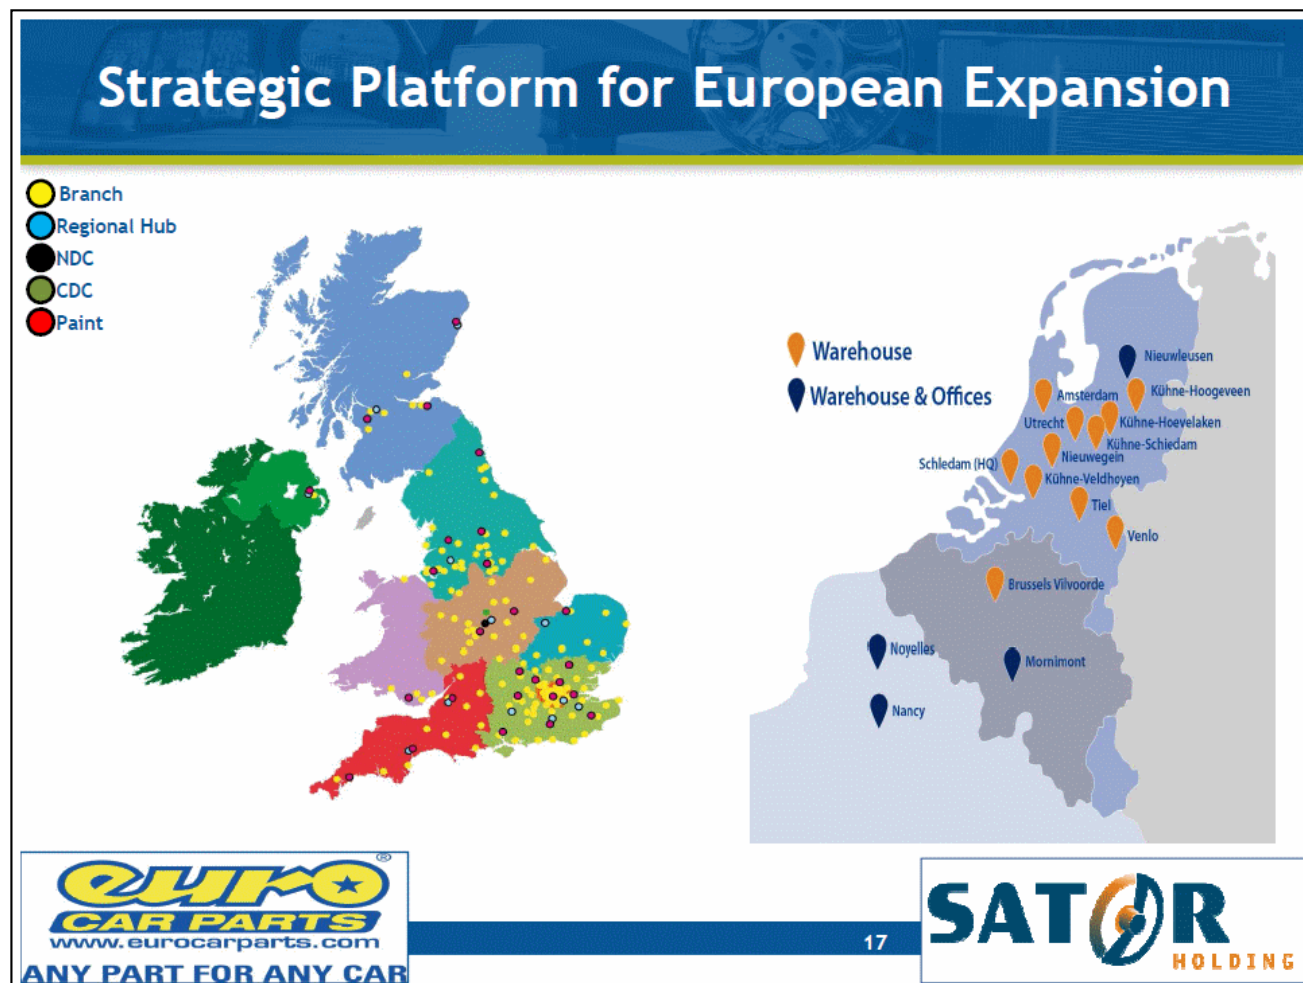 Strategic Platform for European Expansion
Branch
Regional Hub
NDC
CDC
Paint
Warehouse
Warehouse & Offices
Nieuwleusen
Kühne-Hoogeveen
Amsterdam
Utrecht
Kühne-Hoevelaken
Kühne-Schiedam
Nieuwegein
Schledam (HQ)
Kühne-Veldhoyen
Tiel
Venlo
Brussels Vilvoorde
Noyelles
Mornimont
Nancy
euro®
CAR PARTS
www.eurocarparts.com
ANY PART FOR ANY CAR
17
SATOR
HOLDING